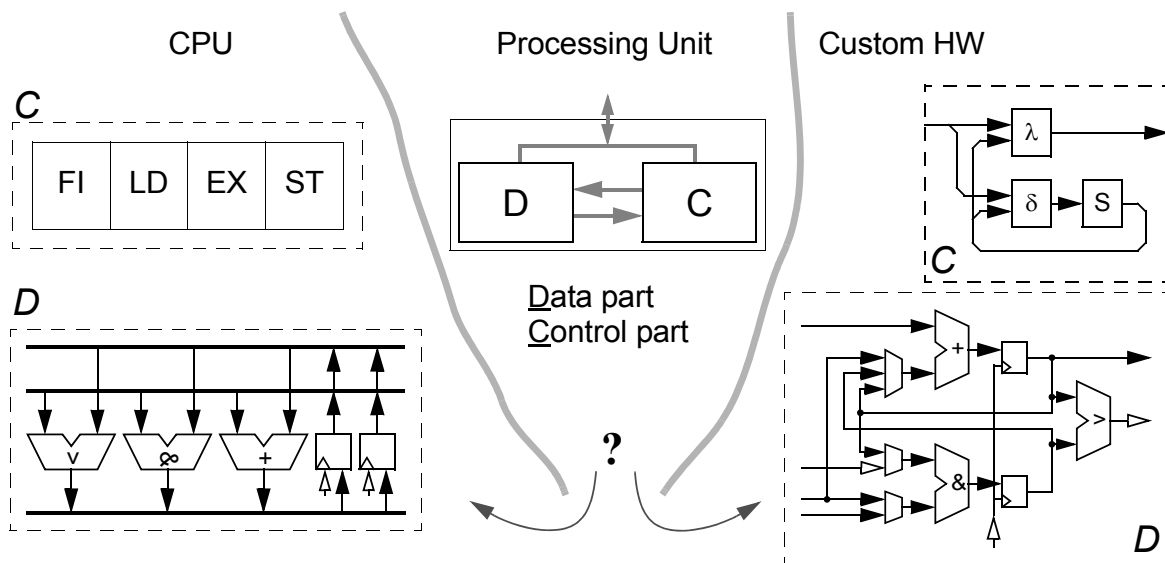 CPU
Processing Unit
Custom HW
C
FI LD EX ST
D C
λ
δ S
C
D
Data part
Control part
v & +
?
+
>
&
D